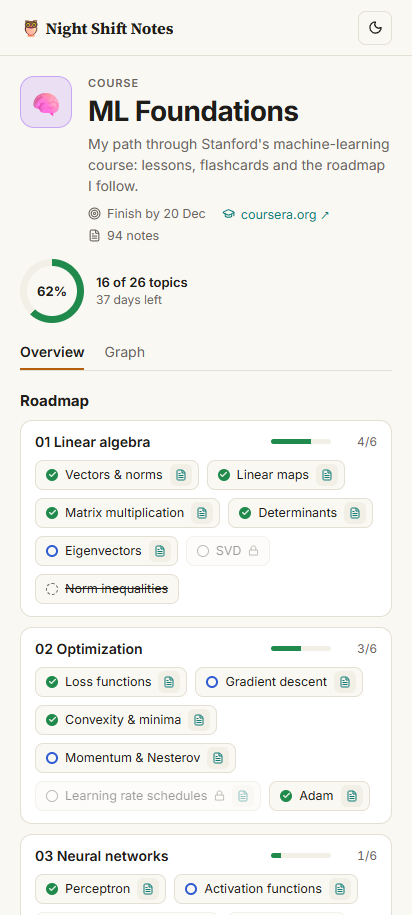 Night Shift Notes
COURSE
ML Foundations
My path through Stanford's machine-learning
course: lessons, flashcards and the roadmap
I follow.
Finish by 20 Dec coursera.org ↗
94 notes
62%
16 of 26 topics
37 days left
Overview Graph
Roadmap
01 Linear algebra 4/6
Vectors & norms Linear maps
Matrix multiplication Determinants
Eigenvectors SVD
Norm inequalities
02 Optimization 3/6
Loss functions Gradient descent
Convexity & minima
Momentum & Nesterov
Learning rate schedules Adam
03 Neural networks 1/6
Perceptron Activation functions